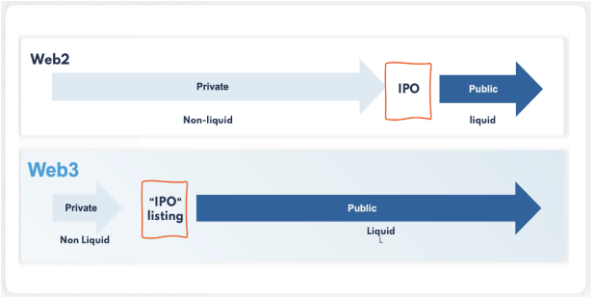 Web2
Private
IPO
Public
Non-liquid
liquid
Web3
Private
"IPO"
listing
Public
Non Liquid
Liquid